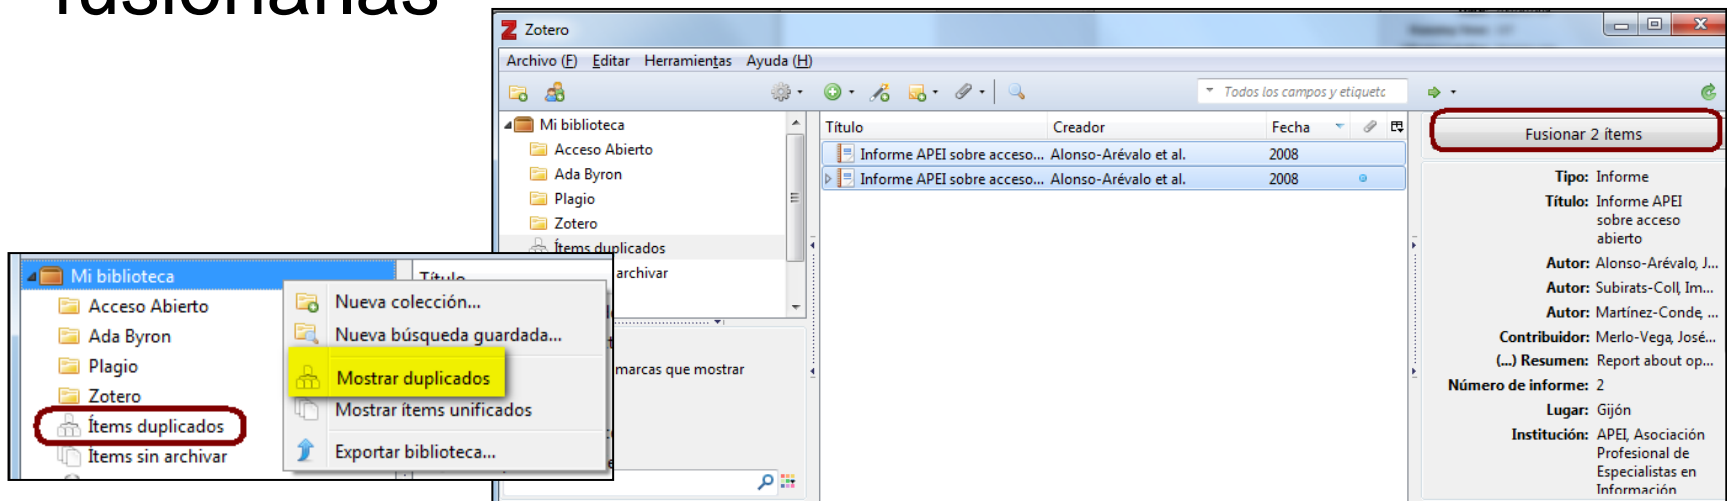 fusionarlas
Zotero
Archivo (F) Editar Herramientas Ayuda (H)
Todos los campos y etiquetc
Mi biblioteca
Acceso Abierto
Ada Byron
Plagio
Zotero
Ítems duplicados
archivar
marcas que mostrar
Título Creador Fecha
Informe APEI sobre acceso... Alonso-Arévalo et al. 2008
Informe APEI sobre acceso... Alonso-Arévalo et al. 2008
Fusionar 2 ítems
Tipo: Informe
Título: Informe APEI
sobre acceso
abierto
Autor: Alonso-Arévalo, J...
Autor: Subirats-Coll, Im...
Autor: Martínez-Conde, ...
Contribuidor: Merlo-Vega, José...
(...) Resumen: Report about op...
Número de informe: 2
Lugar: Gijón
Institución: APEI, Asociación
Profesional de
Especialistas en
Información
Mi biblioteca
Título
Acceso Abierto
Ada Byron
Plagio
Zotero
Ítems duplicados
Ítems sin archivar
Nueva colección...
Nueva búsqueda guardada...
Mostrar duplicados
Mostrar ítems unificados
Exportar biblioteca...